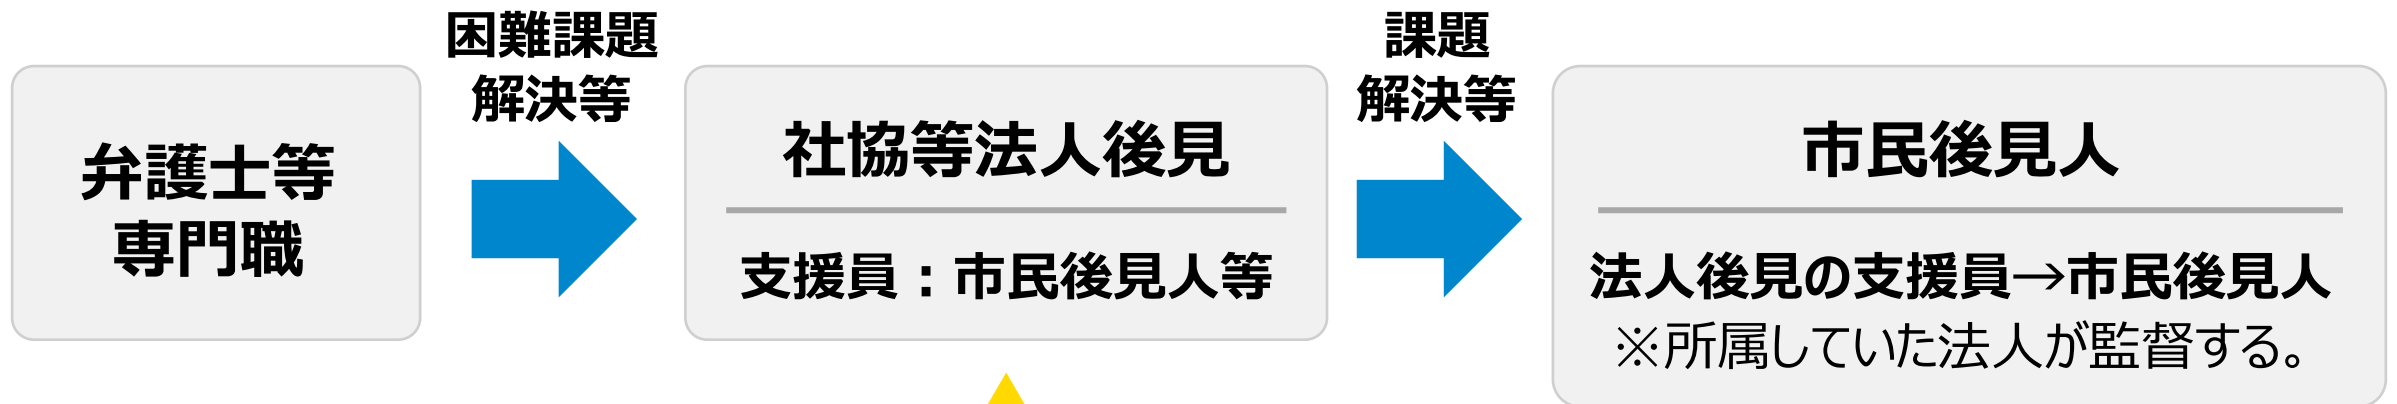 弁護士等
専門職
困難課題
解決等
社協等法人後見
支援員：市民後見人等
課題
解決等
市民後見人
法人後見の支援員→市民後見人
※所属していた法人が監督する。